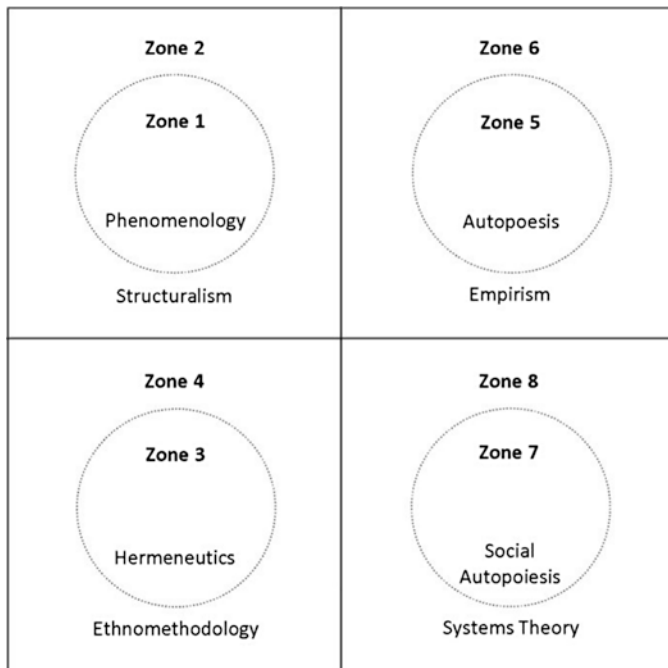 Zone 2
Zone 1
Phenomenology
Structuralism
Zone 6
Zone 5
Autopoesis
Empirism
Zone 4
Zone 3
Hermeneutics
Ethnomethodology
Zone 8
Zone 7
Social
Autopoiesis
Systems Theory